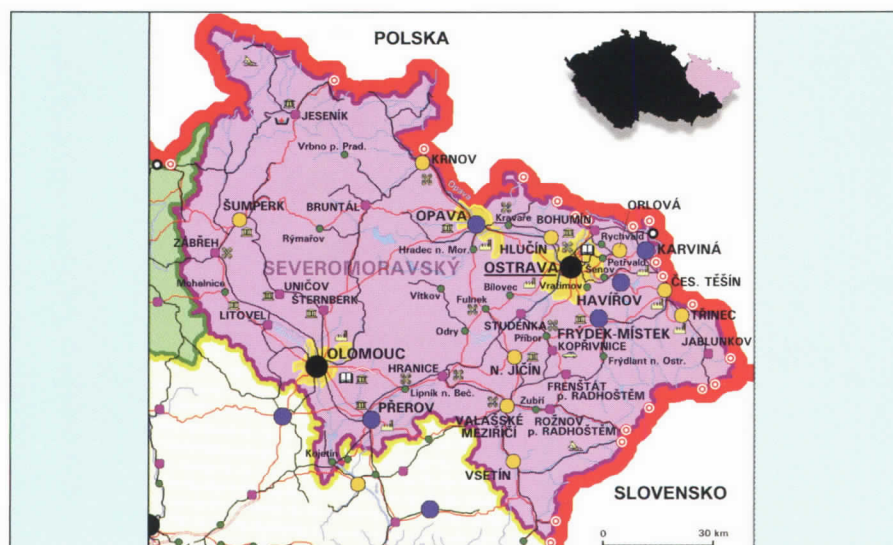 POLSKA
JESENÍK
Vrbno p. Prad.
KRNOV
Opava
ORLOVÁ
ŠUMPERK
BRUNTÁL
OPAVA
Kravaře
BOHUMÍN
Rýmařov
Rychvald
ZÁBŘEH
Hradec n. Mor.
HLUČÍN
Petřvald
KARVINÁ
SEVEROMORAVSKÝ
OSTRAVA
Šenov
Mohalnice
UNIČOV
Bílovec
Vratimov
ČES. TĚŠÍN
Vítkov
HAVÍŘOV
ŠTERNBERK
Fulnek
LITOVEL
STUDÉNKA
TŘINEC
Odry
Příbor
FRÝDEK-MÍSTEK
JABLUNKOV
OLOMOUC
KOPŘIVNICE
HRANICE
N. JIČÍN
Frýdlant n. Ostr.
Lipník n. Beč.
FRENŠTÁT
p. RADHOŠTĚM
Zubří
PŘEROV
VALAŠSKÉ
MEZIŘÍČÍ
ROŽNOV
p. RADHOŠTĚM
Kojetín
VSETÍN
SLOVENSKO
0 30 km